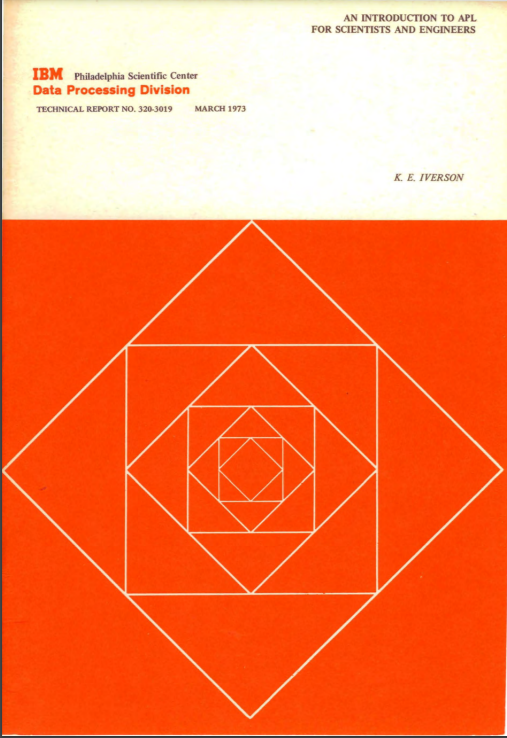 AN INTRODUCTION TO APL
FOR SCIENTISTS AND ENGINEERS
IBM Philadelphia Scientific Center
Data Processing Division
TECHNICAL REPORT NO. 320-3019 MARCH 1973
K. E. IVERSON